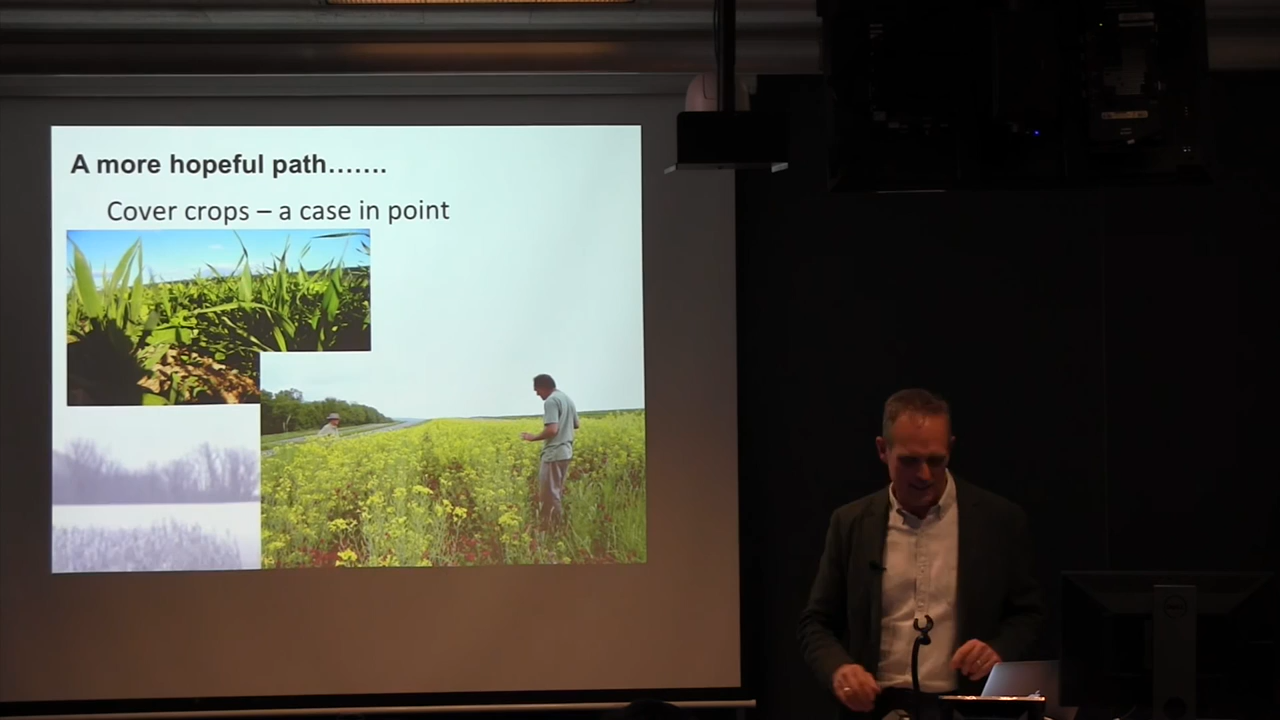 A more hopeful path…….
Cover crops – a case in point